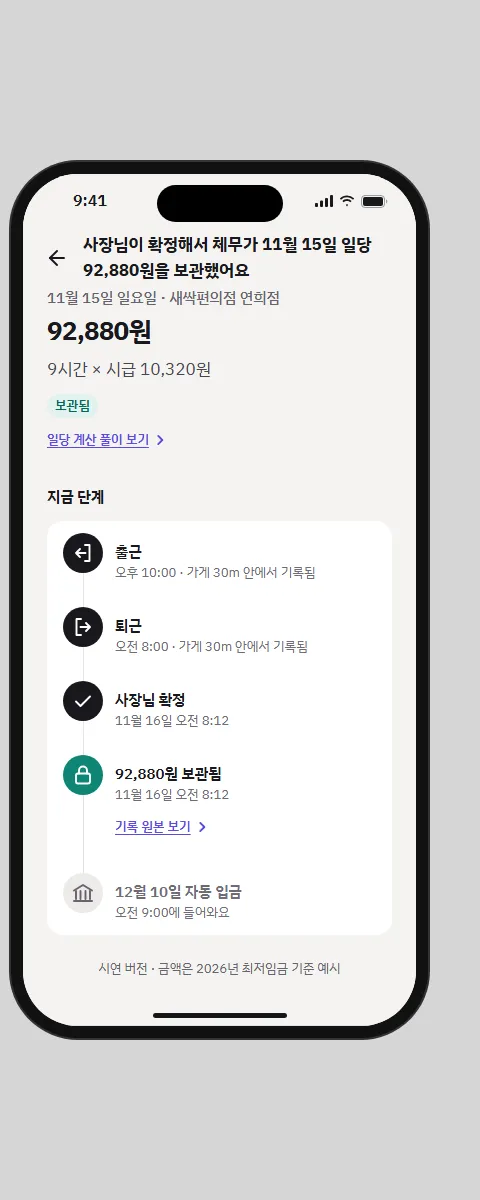 9:41
사장님이 확정해서 체무가 11월 15일 일당
92,880원을 보관했어요
11월 15일 일요일 · 새싹편의점 연희점
92,880원
9시간 × 시급 10,320원
보관됨
일당 계산 풀이 보기
지금 단계
출근
오후 10:00 · 가게 30m 안에서 기록됨
퇴근
오전 8:00 · 가게 30m 안에서 기록됨
사장님 확정
11월 16일 오전 8:12
92,880원 보관됨
11월 16일 오전 8:12
기록 원본 보기
12월 10일 자동 입금
오전 9:00에 들어와요
시연 버전 · 금액은 2026년 최저임금 기준 예시